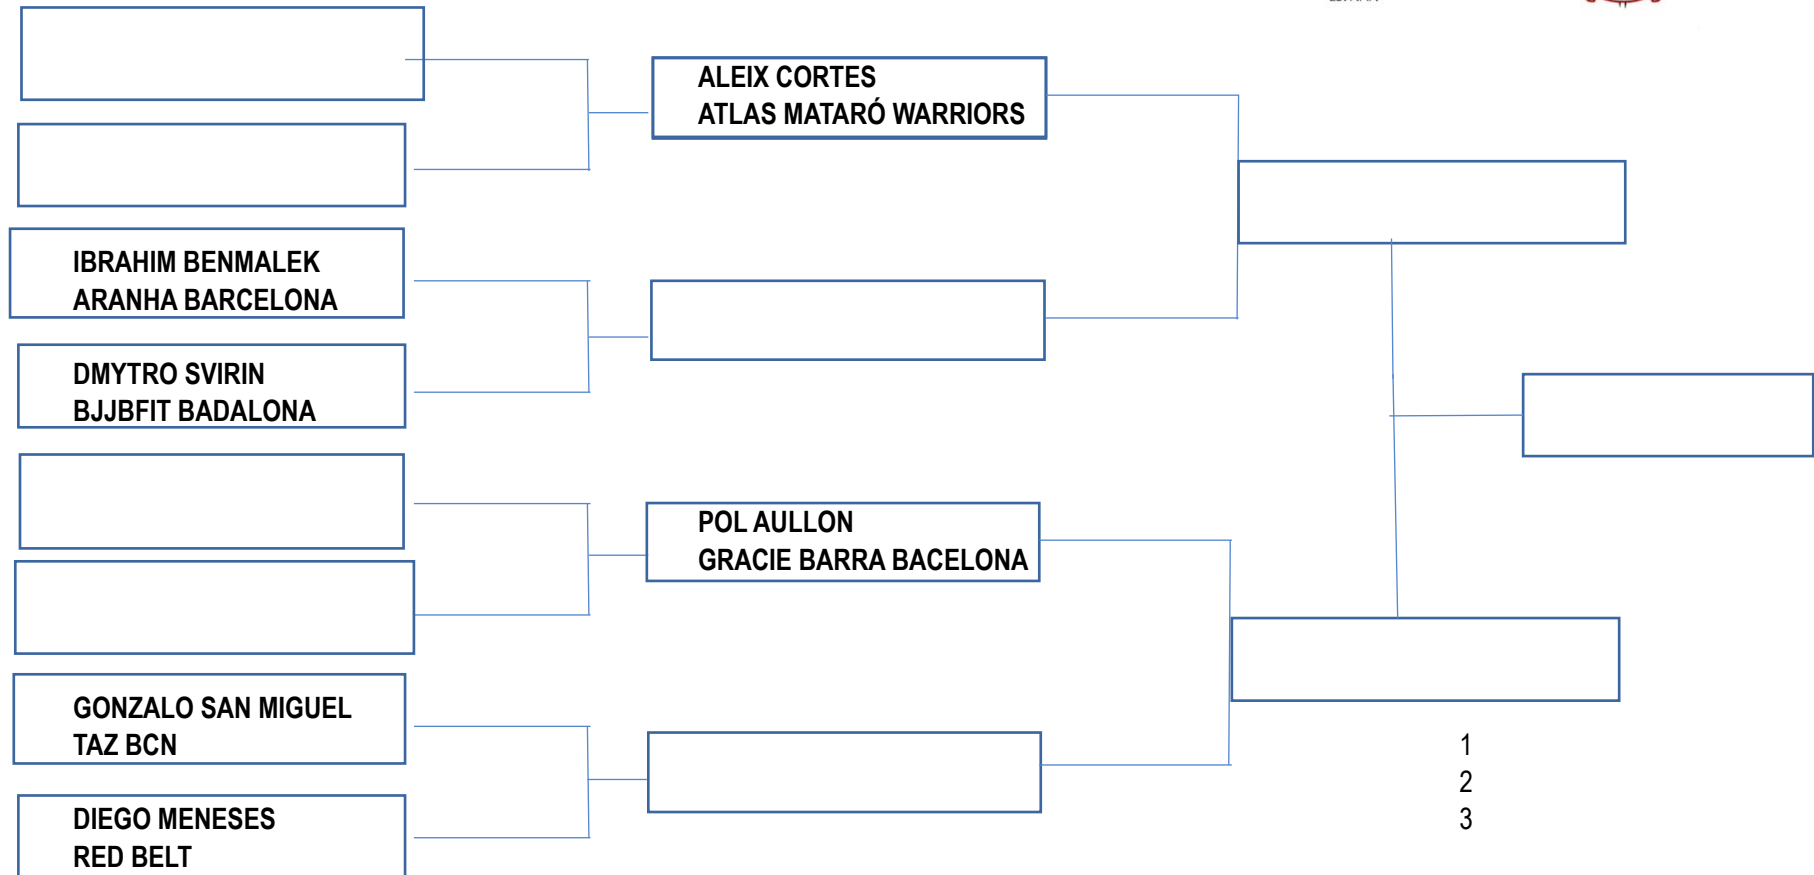 ALEIX CORTES
ATLAS MATARÓ WARRIORS
IBRAHIM BENMALEK
ARANHA BARCELONA
DMYTRO SVIRIN
BJJBFIT BADALONA
POL AULLON
GRACIE BARRA BACELONA
GONZALO SAN MIGUEL
TAZ BCN
DIEGO MENESES
RED BELT
1
2
3